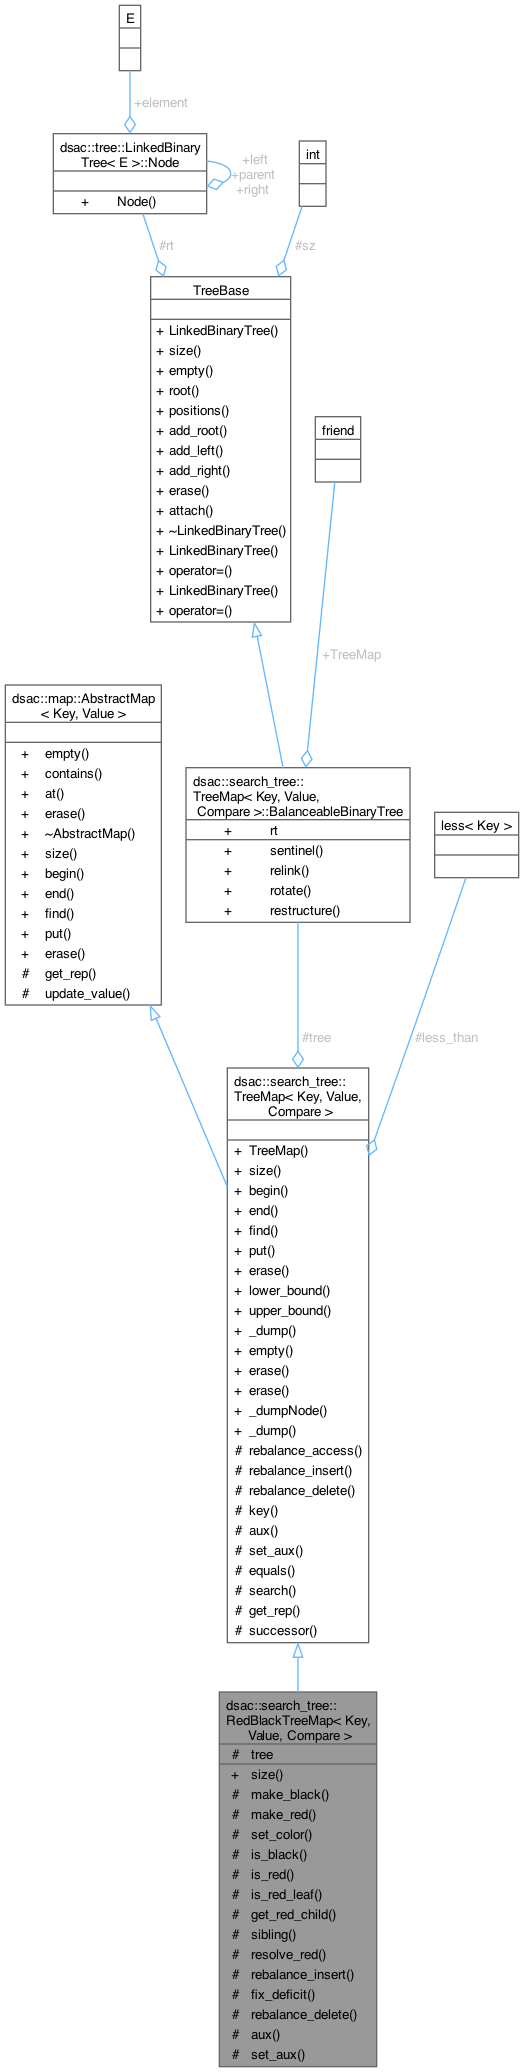 E
+element
dsac::tree::LinkedBinary
Tree< E >::Node
+ Node()
+left
+parent
+right
int
#rt
#sz
TreeBase
+ LinkedBinaryTree()
+ size()
+ empty()
+ root()
+ positions()
+ add_root()
+ add_left()
+ add_right()
+ erase()
+ attach()
+ ~LinkedBinaryTree()
+ LinkedBinaryTree()
+ operator=()
+ LinkedBinaryTree()
+ operator=()
friend
+TreeMap
dsac::map::AbstractMap
< Key, Value >
+ empty()
+ contains()
+ at()
+ erase()
+ ~AbstractMap()
+ size()
+ begin()
+ end()
+ find()
+ put()
+ erase()
# get_rep()
# update_value()
dsac::search_tree::
TreeMap< Key, Value,
Compare >::BalanceableBinaryTree
+ rt
+ sentinel()
+ relink()
+ rotate()
+ restructure()
less< Key >
#tree
#less_than
dsac::search_tree::
TreeMap< Key, Value,
Compare >
+ TreeMap()
+ size()
+ begin()
+ end()
+ find()
+ put()
+ erase()
+ lower_bound()
+ upper_bound()
+ _dump()
+ empty()
+ erase()
+ erase()
+ _dumpNode()
+ _dump()
# rebalance_access()
# rebalance_insert()
# rebalance_delete()
# key()
# aux()
# set_aux()
# equals()
# search()
# get_rep()
# successor()
dsac::search_tree::
RedBlackTreeMap< Key,
Value, Compare >
# tree
+ size()
# make_black()
# make_red()
# set_color()
# is_black()
# is_red()
# is_red_leaf()
# get_red_child()
# sibling()
# resolve_red()
# rebalance_insert()
# fix_deficit()
# rebalance_delete()
# aux()
# set_aux()